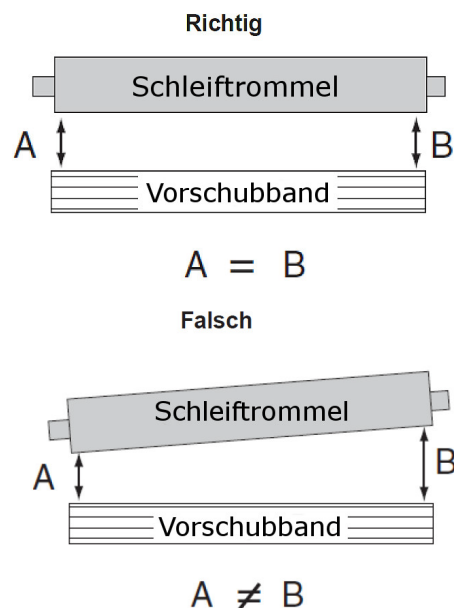 Richtig
Schleiftrommel
A
B
Vorschubband
A = B
Falsch
Schleiftrommel
A
B
Vorschubband
A ≠ B